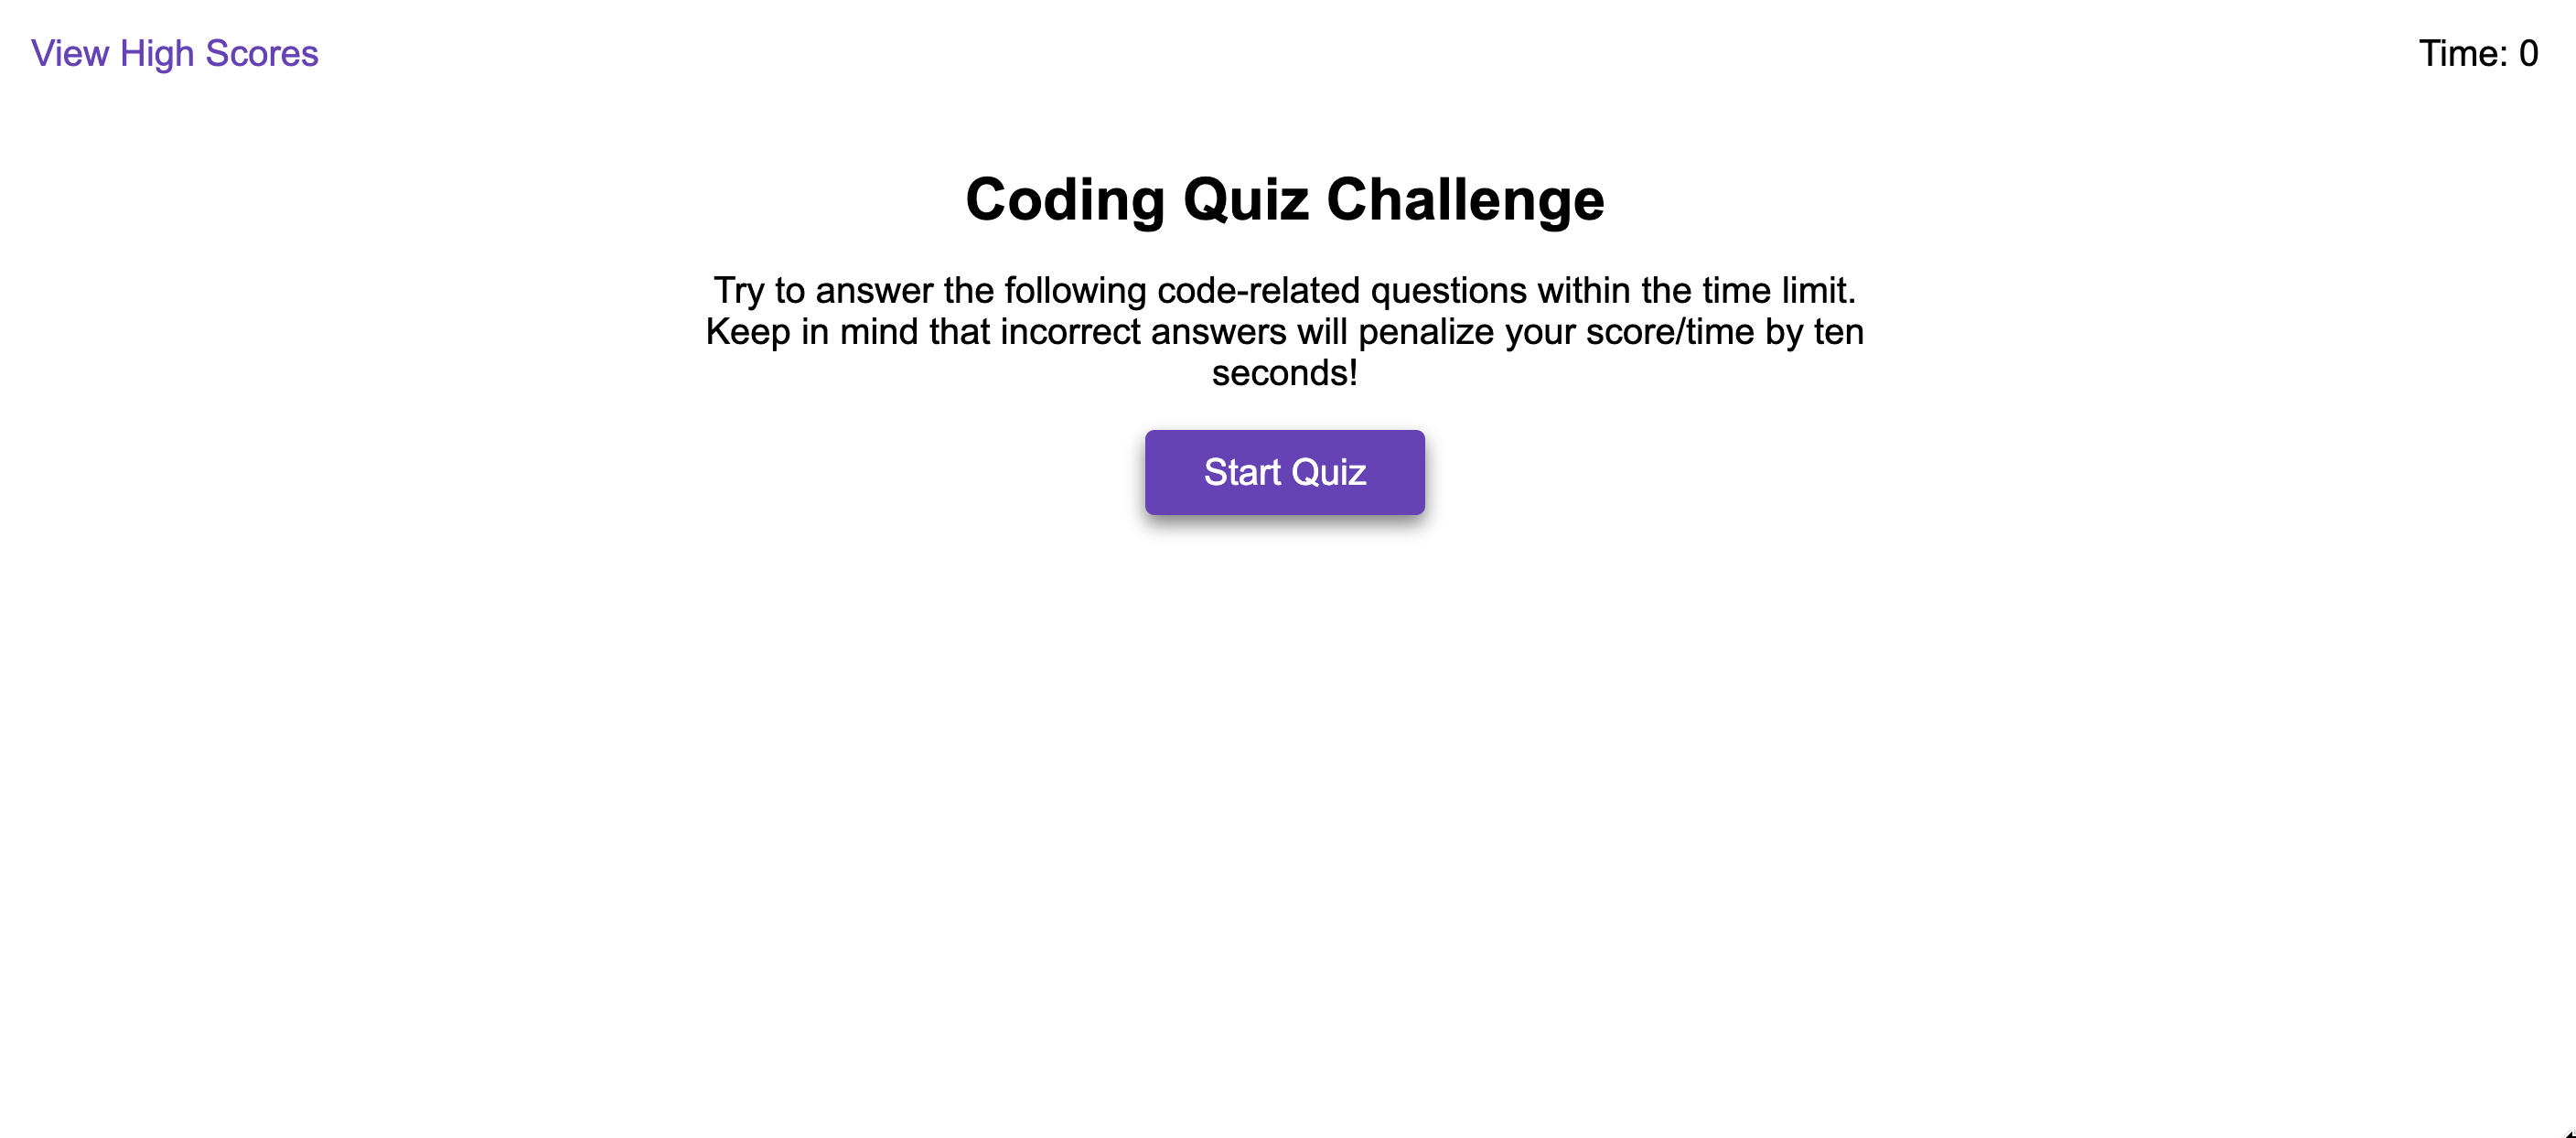 View High Scores
Time: 0
Coding Quiz Challenge
Try to answer the following code-related questions within the time limit.
Keep in mind that incorrect answers will penalize your score/time by ten
seconds!
Start Quiz